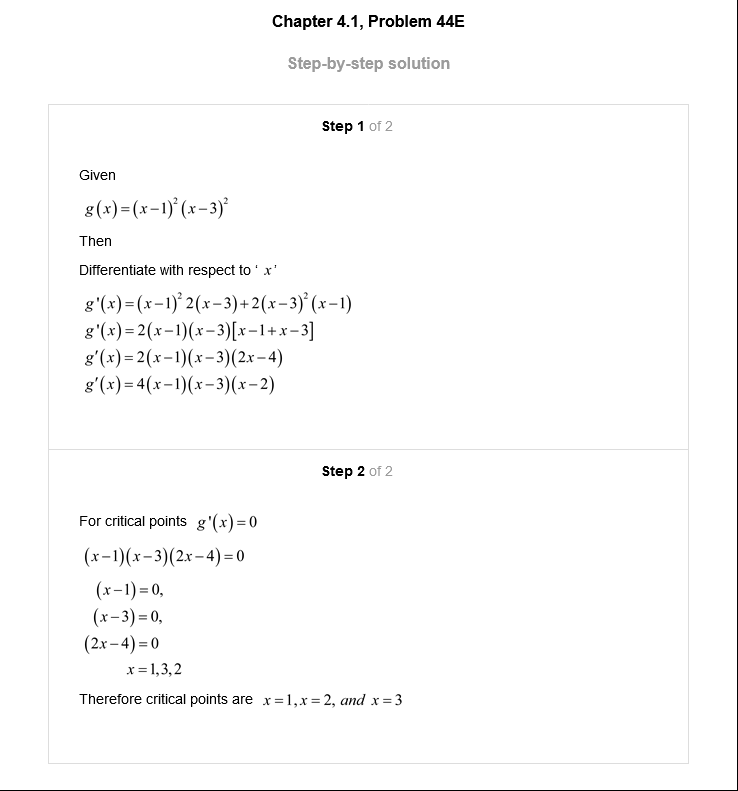 Chapter 4.1, Problem 44E
Step-by-step solution
Step 1 of 2
Given
g(x)=(x−1)²(x−3)²
Then
Differentiate with respect to ‘ x’
g'(x)=(x−1)² 2(x−3)+2(x−3)²(x−1)
g'(x)=2(x−1)(x−3)[x−1+x−3]
g'(x)=2(x−1)(x−3)(2x−4)
g'(x)=4(x−1)(x−3)(x−2)
Step 2 of 2
For critical points g'(x)=0
(x−1)(x−3)(2x−4)=0
(x−1)=0,
(x−3)=0,
(2x−4)=0
x=1,3,2
Therefore critical points are x=1,x=2, and x=3